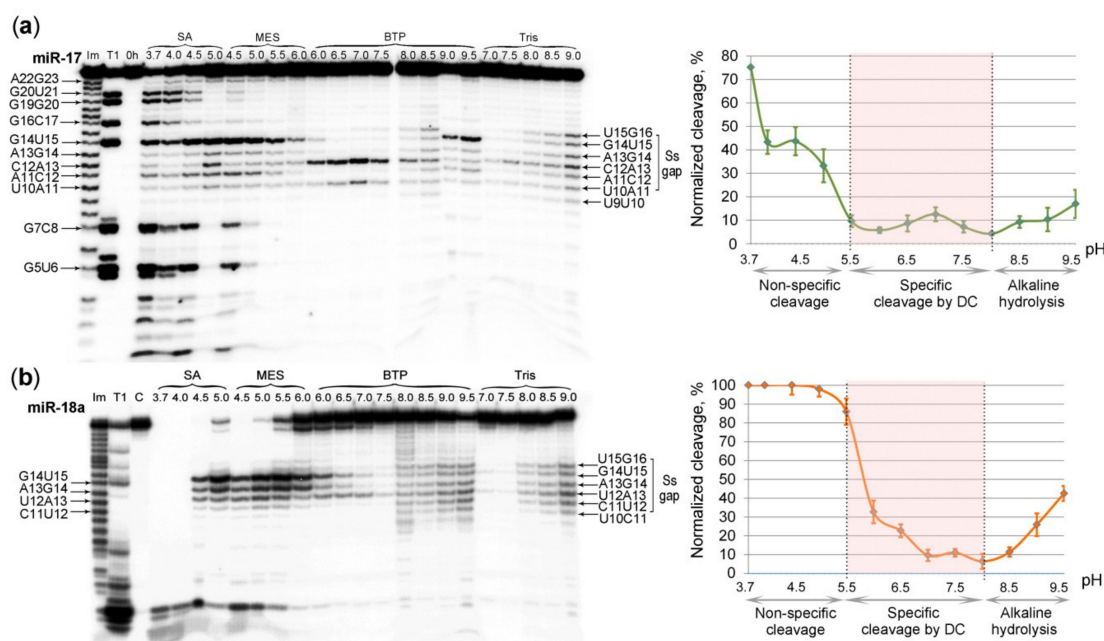 (a)
SA MES BTP Tris
miR-17 Im T1 0h 3.7 4.0 4.5 5.0 4.5 5.0 5.5 6.0 6.0 6.5 7.0 7.5 8.0 8.5 9.0 9.5 7.0 7.5 8.0 8.5 9.0
A22G23
G20U21
G19G20
G16C17
G14U15
A13G14
C12A13
A11C12
U10A11
G7C8
G5U6
U15G16
G14U15
A13G14
C12A13
A11C12
U10A11
U9U10
Ss
gap
Normalized cleavage, %
80
70
60
50
40
30
20
10
0
3.7 4.5 5.5 6.5 7.5 8.5 9.5 pH
Non-specific
cleavage
Specific
cleavage by DC
Alkaline
hydrolysis
(b)
SA MES BTP Tris
miR-18a Im T1 C 3.7 4.0 4.5 5.0 4.5 5.0 5.5 6.0 6.0 6.5 7.0 7.5 8.0 8.5 9.0 9.5 7.0 7.5 8.0 8.5 9.0
G14U15
A13G14
U12A13
C11U12
U15G16
G14U15
A13G14
U12A13
C11U12
U10C11
Ss
gap
Normalized cleavage, %
100
90
80
70
60
50
40
30
20
10
0
3.7 4.5 5.5 6.5 7.5 8.5 9.5 pH
Non-specific
cleavage
Specific
cleavage by DC
Alkaline
hydrolysis